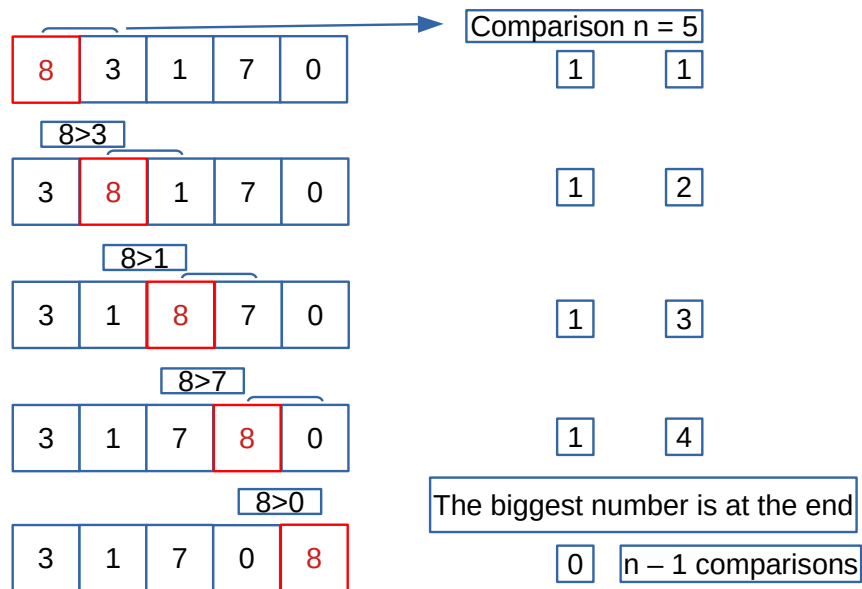 Comparison n = 5
8 3 1 7 0 1 1
8>3
3 8 1 7 0 1 2
8>1
3 1 8 7 0 1 3
8>7
3 1 7 8 0 1 4
8>0
The biggest number is at the end
3 1 7 0 8 0 n – 1 comparisons